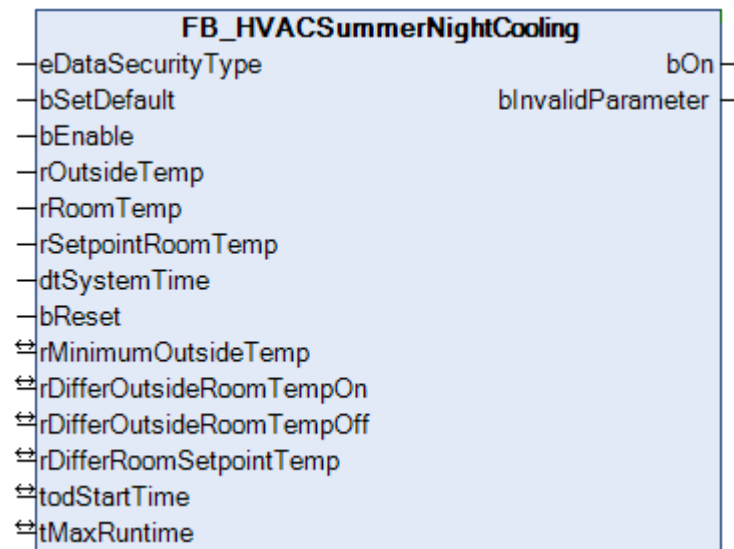 FB_HVACSummerNightCooling
eDataSecurityType bOn
bSetDefault bInvalidParameter
bEnable
rOutsideTemp
rRoomTemp
rSetpointRoomTemp
dtSystemTime
bReset
rMinimumOutsideTemp
rDifferOutsideRoomTempOn
rDifferOutsideRoomTempOff
rDifferRoomSetpointTemp
todStartTime
tMaxRuntime